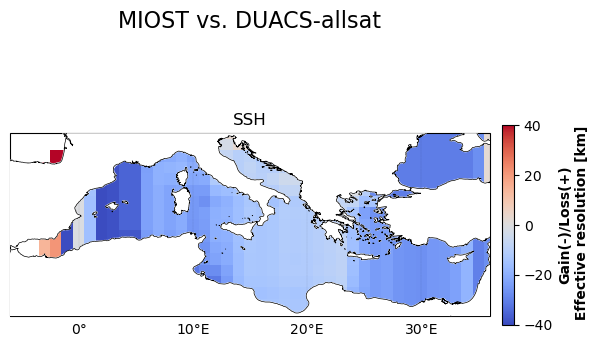 MIOST vs. DUACS-allsat
SSH
40
20
0
−20
−40
Gain(-)/Loss(+)
Effective resolution [km]
0°
10°E
20°E
30°E